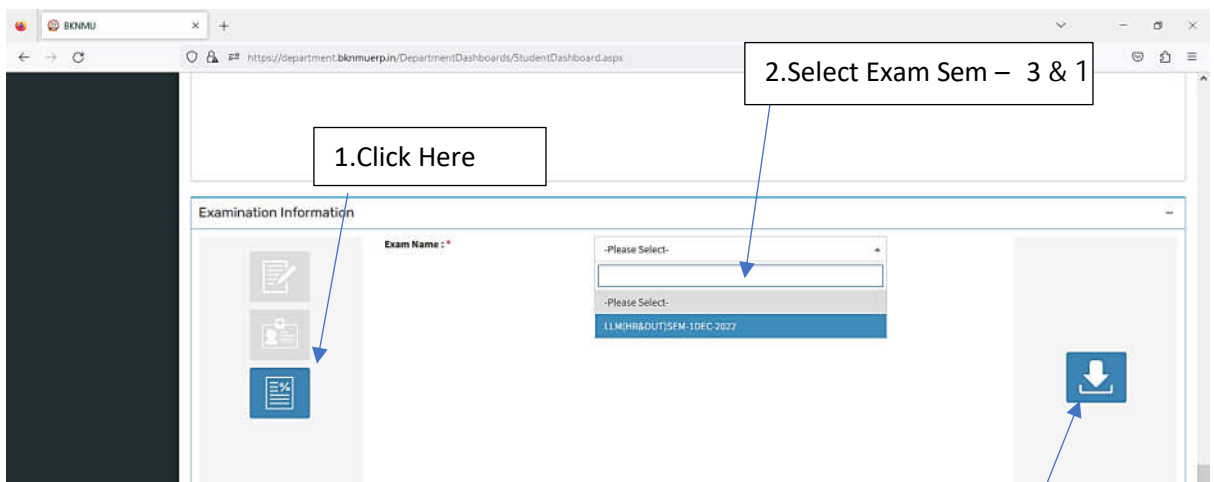 BKNMU
https://department.bknmuerp.in/DepartmentDashboards/StudentDashboard.aspx
2.Select Exam Sem – 3 & 1
1.Click Here
Examination Information
Exam Name : *
-Please Select-
-Please Select-
LLM(HR&DUT)SEM-1DEC-2022